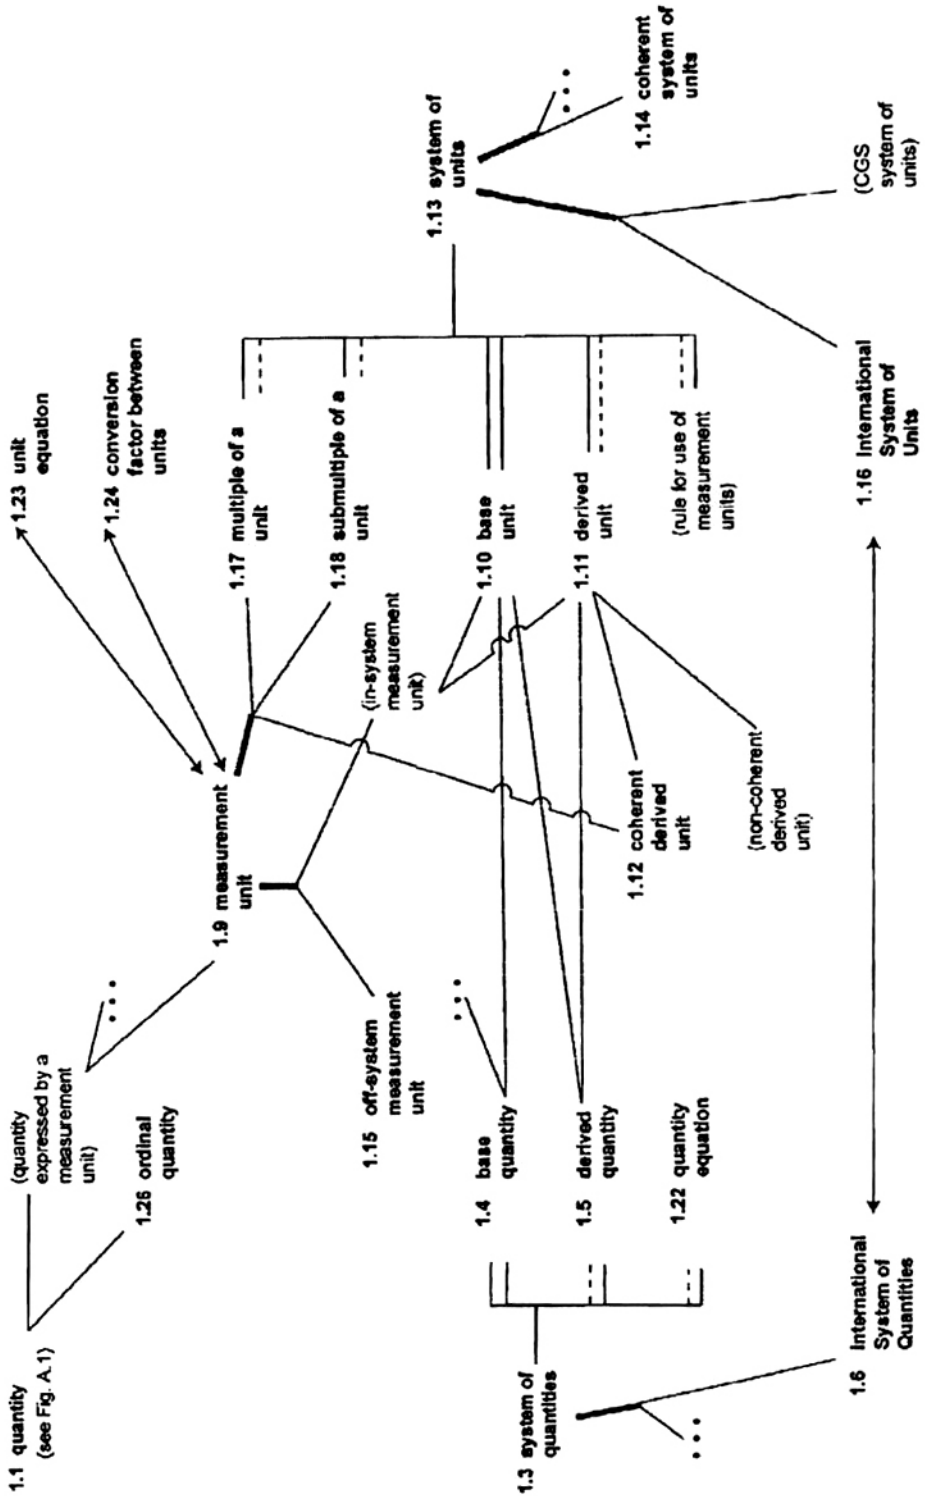 1.1 quantity
(see Fig. A.1)
(quantity
expressed by a
measurement
unit)
1.26 ordinal
quantity
...
1.9 measurement
unit
1.23 unit
equation
1.24 conversion
factor between
units
1.17 multiple of a
unit
1.18 submultiple of a
unit
(in-system
measurement
unit)
1.15 off-system
measurement
unit
1.13 system of
units
...
1.14 coherent
system of
units
(CGS
system of
units)
1.16 International
System of
Units
1.10 base
unit
1.11 derived
unit
(rule for use of
measurement
units)
1.12 coherent
derived
unit
(non-coherent
derived
unit)
...
1.4 base
quantity
1.5 derived
quantity
1.22 quantity
equation
1.3 system of
quantities
...
1.6 International
System of
Quantities